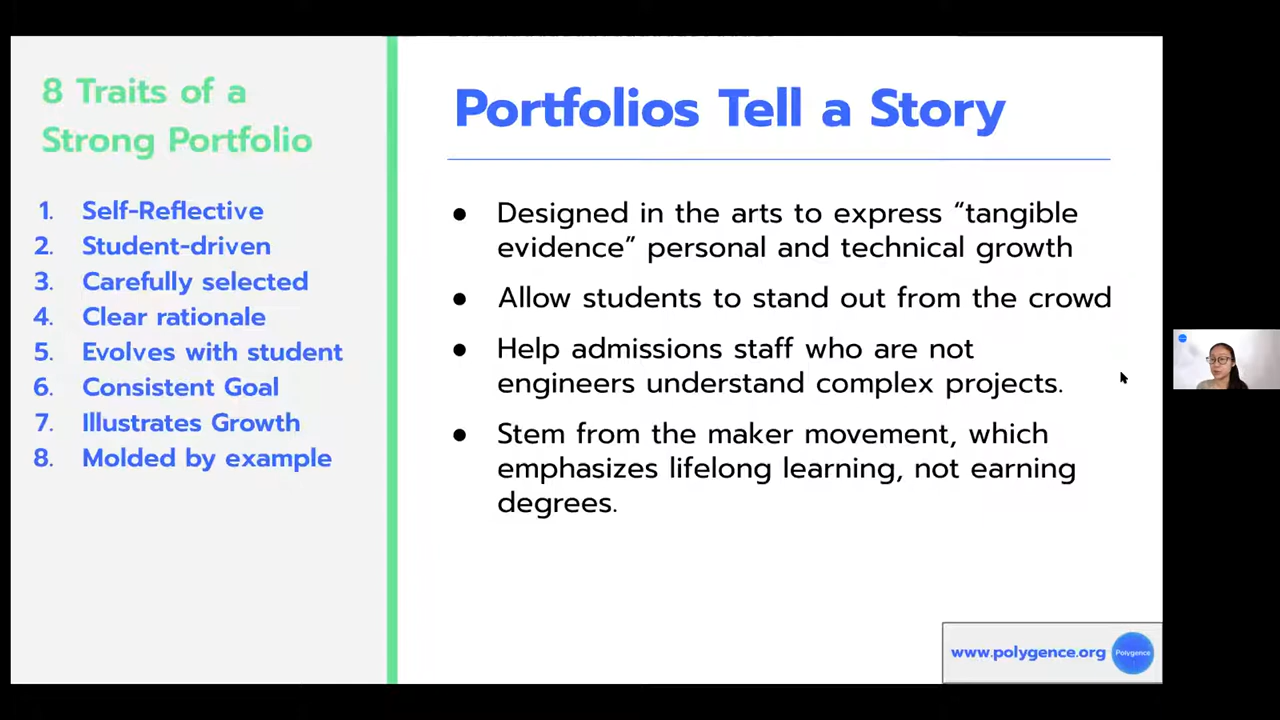 8 Traits of a
Strong Portfolio
1. Self-Reflective
2. Student-driven
3. Carefully selected
4. Clear rationale
5. Evolves with student
6. Consistent Goal
7. Illustrates Growth
8. Molded by example
Portfolios Tell a Story
● Designed in the arts to express “tangible
evidence” personal and technical growth
● Allow students to stand out from the crowd
● Help admissions staff who are not
engineers understand complex projects.
● Stem from the maker movement, which
emphasizes lifelong learning, not earning
degrees.
www.polygence.org
Polygence